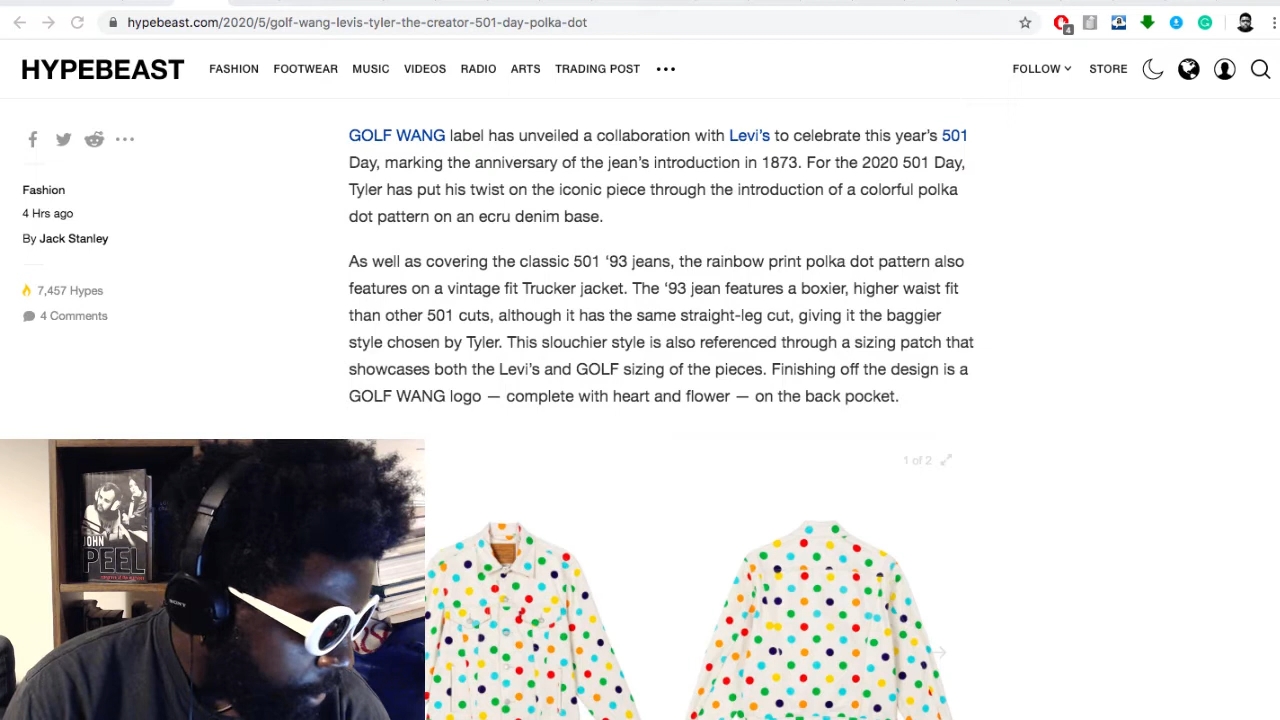 hypebeast.com/2020/5/golf-wang-levis-tyler-the-creator-501-day-polka-dot
4
HYPEBEAST FASHION FOOTWEAR MUSIC VIDEOS RADIO ARTS TRADING POST ••• FOLLOW STORE
Fashion
4 Hrs ago
By Jack Stanley
7,457 Hypes
4 Comments
GOLF WANG label has unveiled a collaboration with Levi’s to celebrate this year’s 501
Day, marking the anniversary of the jean’s introduction in 1873. For the 2020 501 Day,
Tyler has put his twist on the iconic piece through the introduction of a colorful polka
dot pattern on an ecru denim base.
As well as covering the classic 501 ‘93 jeans, the rainbow print polka dot pattern also
features on a vintage fit Trucker jacket. The ‘93 jean features a boxier, higher waist fit
than other 501 cuts, although it has the same straight-leg cut, giving it the baggier
style chosen by Tyler. This slouchier style is also referenced through a sizing patch that
showcases both the Levi’s and GOLF sizing of the pieces. Finishing off the design is a
GOLF WANG logo — complete with heart and flower — on the back pocket.
1 of 2
JOHN
PEEL
SONY